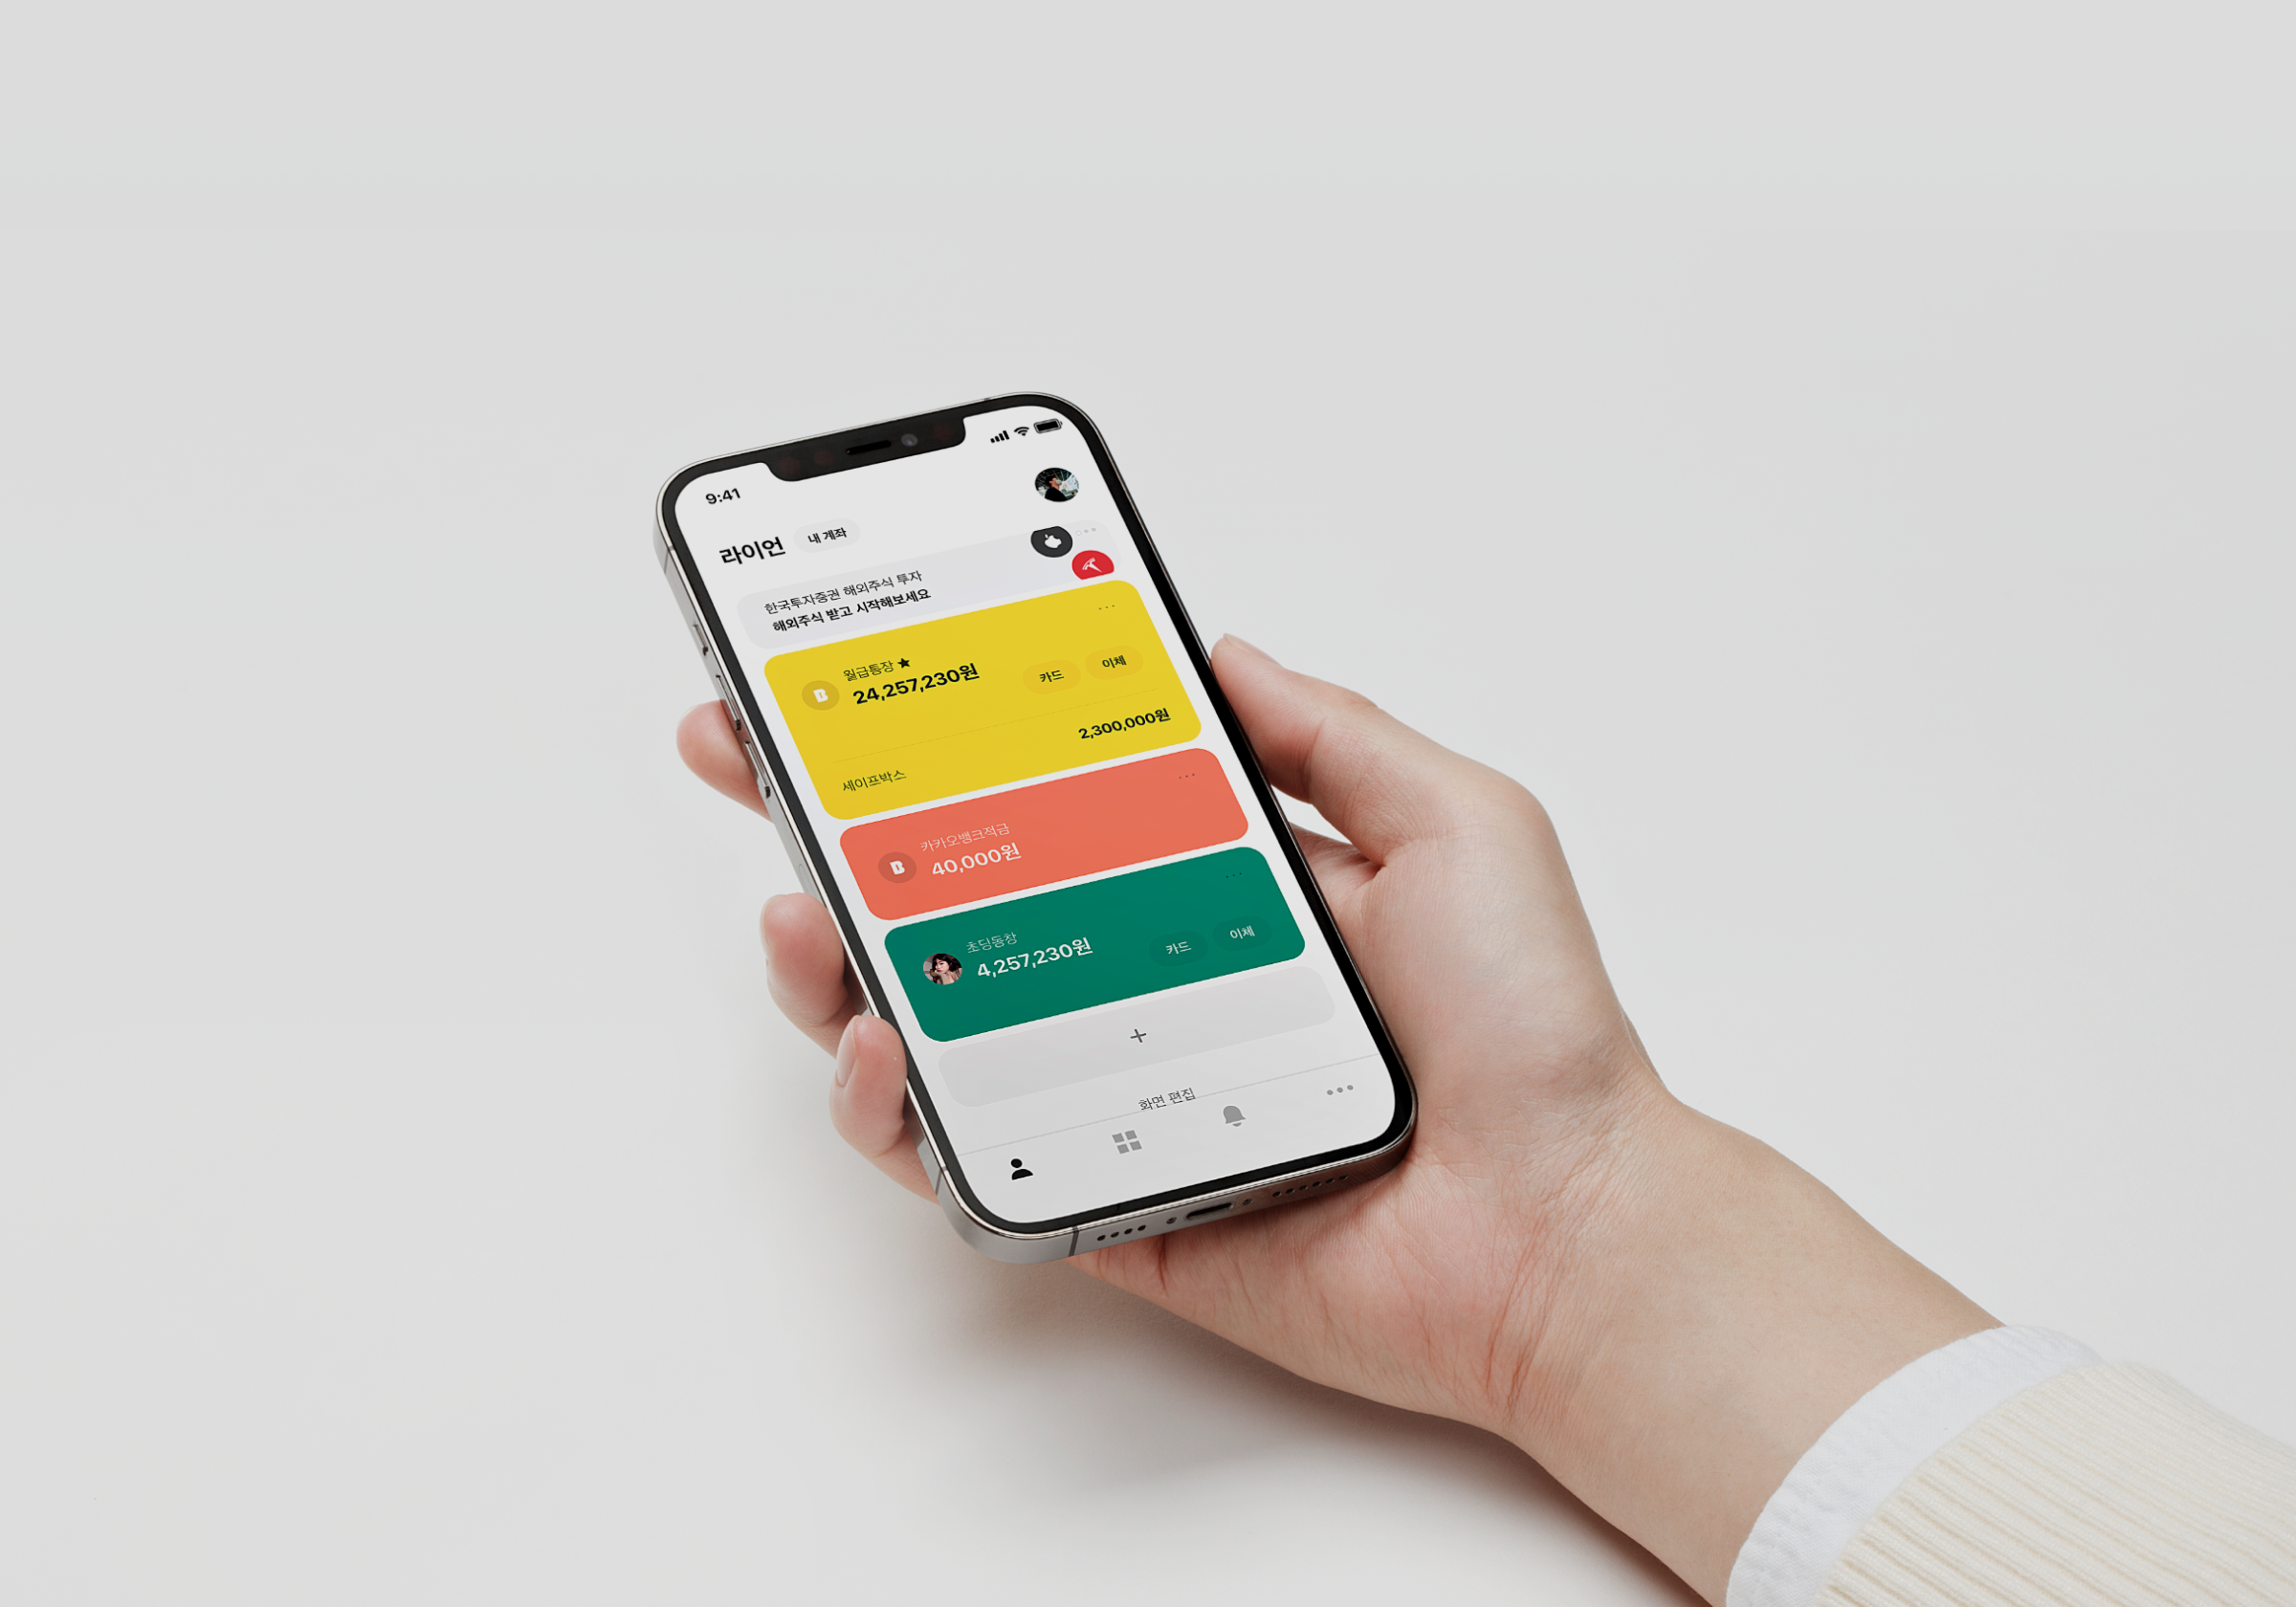 9:41
라이언 내 계좌
한국투자증권 해외주식 투자
해외주식 받고 시작해보세요
월급통장
24,257,230원
카드 이체
세이프박스 2,300,000원
카카오뱅크적금
40,000원
초딩동창
4,257,230원
카드 이체
+
화면 편집